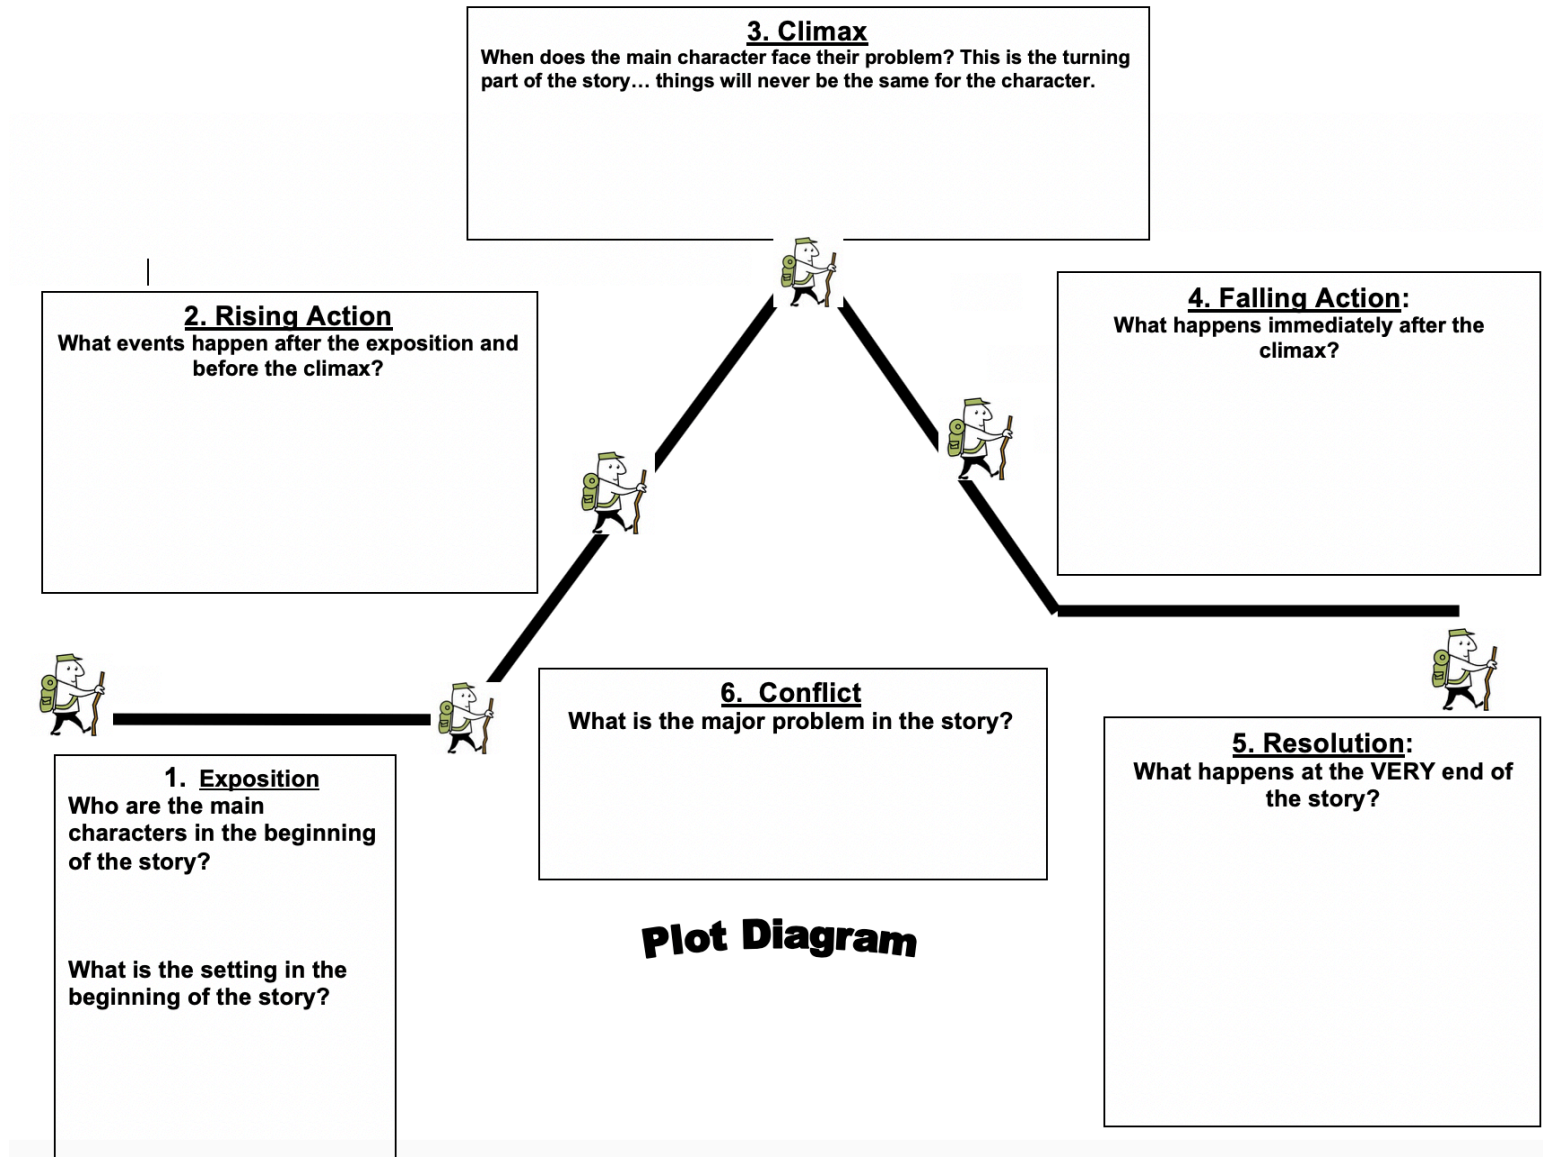 3. Climax
When does the main character face their problem? This is the turning
part of the story… things will never be the same for the character.
2. Rising Action
What events happen after the exposition and
before the climax?
4. Falling Action:
What happens immediately after the
climax?
6. Conflict
What is the major problem in the story?
5. Resolution:
What happens at the VERY end of
the story?
1. Exposition
Who are the main
characters in the beginning
of the story?
What is the setting in the
beginning of the story?
Plot Diagram